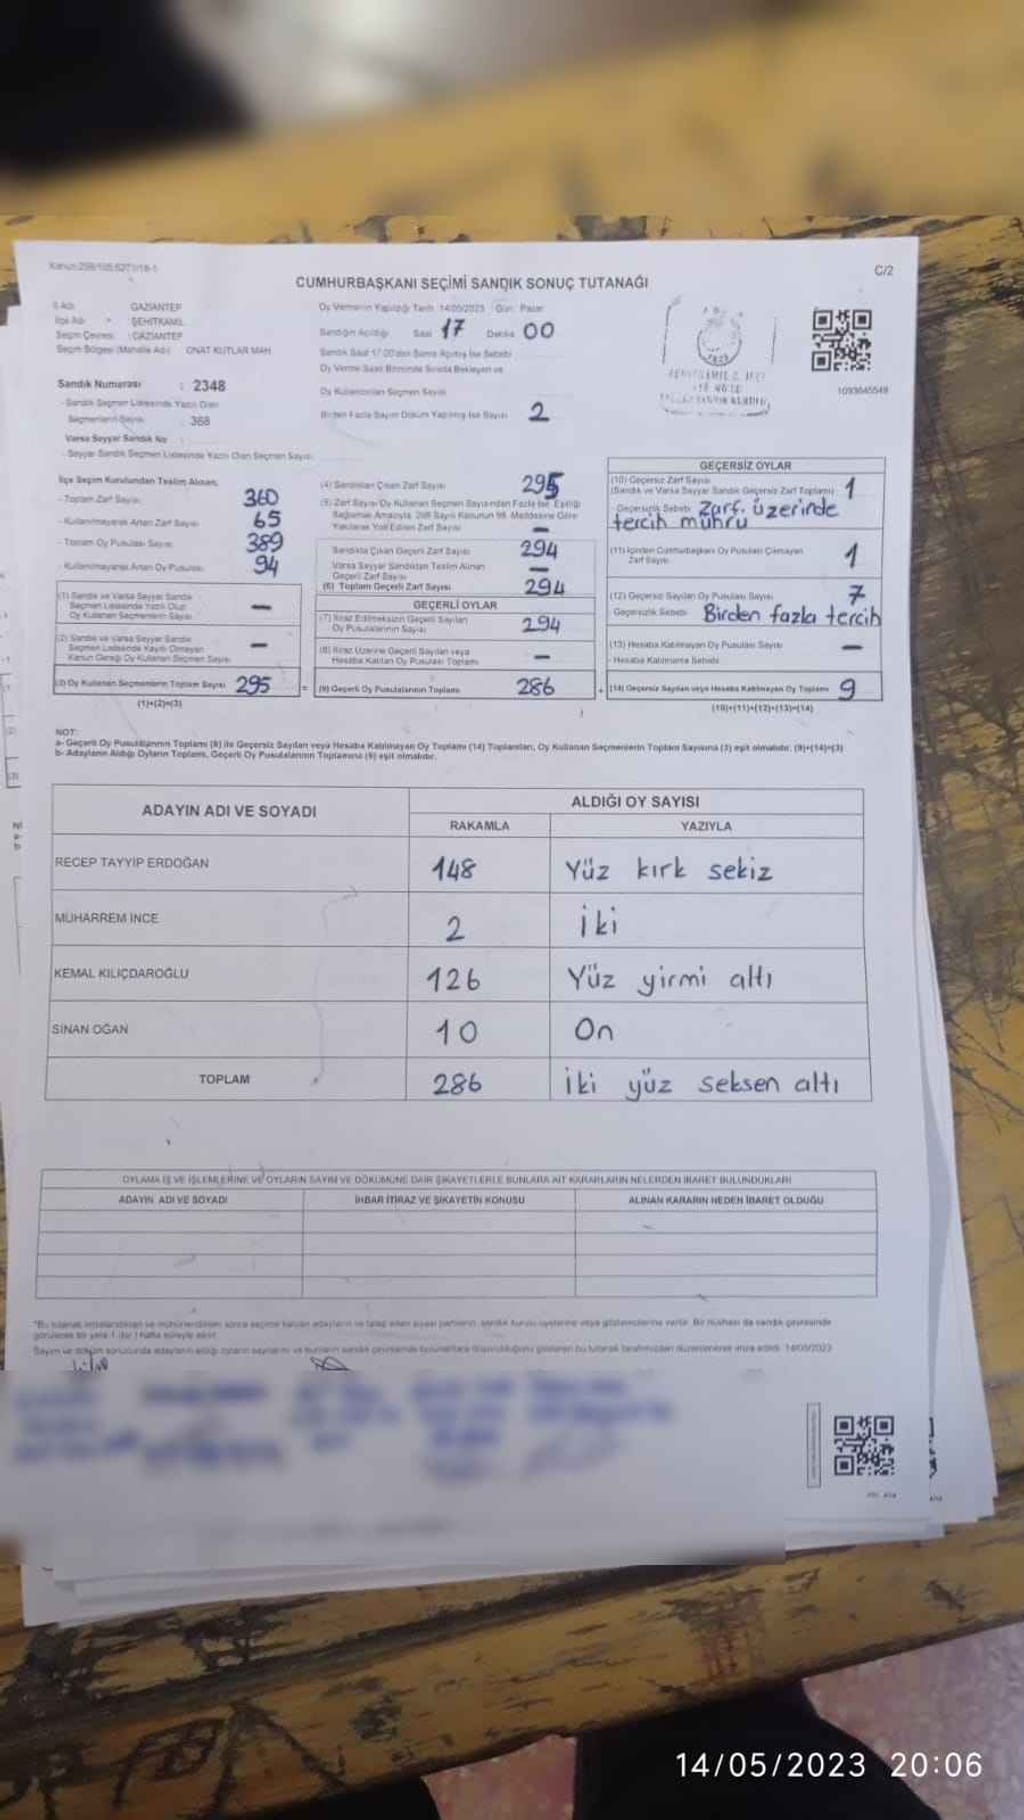 C/2
CUMHURBAŞKANI SEÇİMİ SANDIK SONUÇ TUTANAĞI
İl Adı GAZİANTEP
İlçe Adı ŞEHİTKAMİL
Seçim Çevresi : GAZİANTEP
Seçim Bölgesi (Mahalle Adı) ONAT KUTLAR MAH
Sandık Numarası : 2348
- Sandık Seçmen Listesinde Yazılı Olan
Seçmenlerin Sayısı 368
Varsa Seyyar Sandık No
- Seyyar Sandık Seçmen Listesinde Yazılı Olan Seçmen Sayısı
Oy Vermenin Yapıldığı Tarih 14/05/2023 Gün: Pazar
Sandığın Açıldığı Saat 17 Dakika 00
Sandık Saat 17.00'den Sonra Açılmış İse Sebebi
Oy Verme Saati Bitiminde Sırada Bekleyen ve
Oy Kullandırılan Seçmen Sayısı
Birden Fazla Sayım Döküm Yapılmış İse Sayısı 2
1093645549
İlçe Seçim Kurulundan Teslim Alınan;
- Toplam Zarf Sayısı 360
- Kullanılmayarak Artan Zarf Sayısı 65
- Toplam Oy Pusulası Sayısı 389
- Kullanılmayarak Artan Oy Pusulası 94
(1) Sandık ve Varsa Seyyar Sandık
Seçmen Listesinde Yazılı Olup
Oy Kullanan Seçmenlerin Sayısı —
(2) Sandık ve Varsa Seyyar Sandık
Seçmen Listesinde Kayıtlı Olmayan
Kanun Gereği Oy Kullanan Seçmen Sayısı —
(3) Oy Kullanan Seçmenlerin Toplam Sayısı 295
(1)+(2)=(3)
(4) Sandıktan Çıkan Zarf Sayısı 295
(5) Zarf Sayısı Oy Kullanan Seçmen Sayısından Fazla İse, Eşitliği
Sağlamak Amacıyla, 298 Sayılı Kanunun 98. Maddesine Göre
Yakılarak Yok Edilen Zarf Sayısı —
Sandıkta Çıkan Geçerli Zarf Sayısı 294
Varsa Seyyar Sandıktan Teslim Alınan
Geçerli Zarf Sayısı —
(6) Toplam Geçerli Zarf Sayısı 294
GEÇERLİ OYLAR
(7) İtiraz Edilmeksizin Geçerli Sayılan
Oy Pusulalarının Sayısı 294
(8) İtiraz Üzerine Geçerli Sayılan veya
Hesaba Katılan Oy Pusulası Toplamı —
= (9) Geçerli Oy Pusulalarının Toplamı 286
GEÇERSİZ OYLAR
(10) Geçersiz Zarf Sayısı
(Sandık ve Varsa Seyyar Sandık Geçersiz Zarf Toplamı) 1
Geçersizlik Sebebi Zarf üzerinde
tercih mührü
(11) İçinden Cumhurbaşkanı Oy Pusulası Çıkmayan
Zarf Sayısı 1
(12) Geçersiz Sayılan Oy Pusulası Sayısı 7
Geçersizlik Sebebi Birden fazla tercih
(13) Hesaba Katılmayan Oy Pusulası Sayısı —
- Hesaba Katılmama Sebebi
+ (14) Geçersiz Sayılan veya Hesaba Katılmayan Oy Toplamı 9
(10)+(11)+(12)+(13)=(14)
NOT:
a- Geçerli Oy Pusulalarının Toplamı (9) ile Geçersiz Sayılan veya Hesaba Katılmayan Oy Toplamı (14) Toplamları, Oy Kullanan Seçmenlerin Toplam Sayısına (3) eşit olmalıdır. (9)+(14)=(3)
b- Adayların Aldığı Oyların Toplamı, Geçerli Oy Pusulalarının Toplamına (9) eşit olmalıdır.
ADAYIN ADI VE SOYADI ALDIĞI OY SAYISI
RAKAMLA YAZIYLA
RECEP TAYYİP ERDOĞAN 148 Yüz kırk sekiz
MUHARREM İNCE 2 İki
KEMAL KILIÇDAROĞLU 126 Yüz yirmi altı
SİNAN OĞAN 10 On
TOPLAM 286 İki yüz seksen altı
OYLAMA İŞ VE İŞLEMLERİNE VE OYLARIN SAYIM VE DÖKÜMÜNE DAİR ŞİKAYETLERLE BUNLARA AİT KARARLARIN NELERDEN İBARET BULUNDUKLARI
ADAYIN ADI VE SOYADI İHBAR İTİRAZ VE ŞİKAYETİN KONUSU ALINAN KARARIN NEDEN İBARET OLDUĞU
14/05/2023 20:06